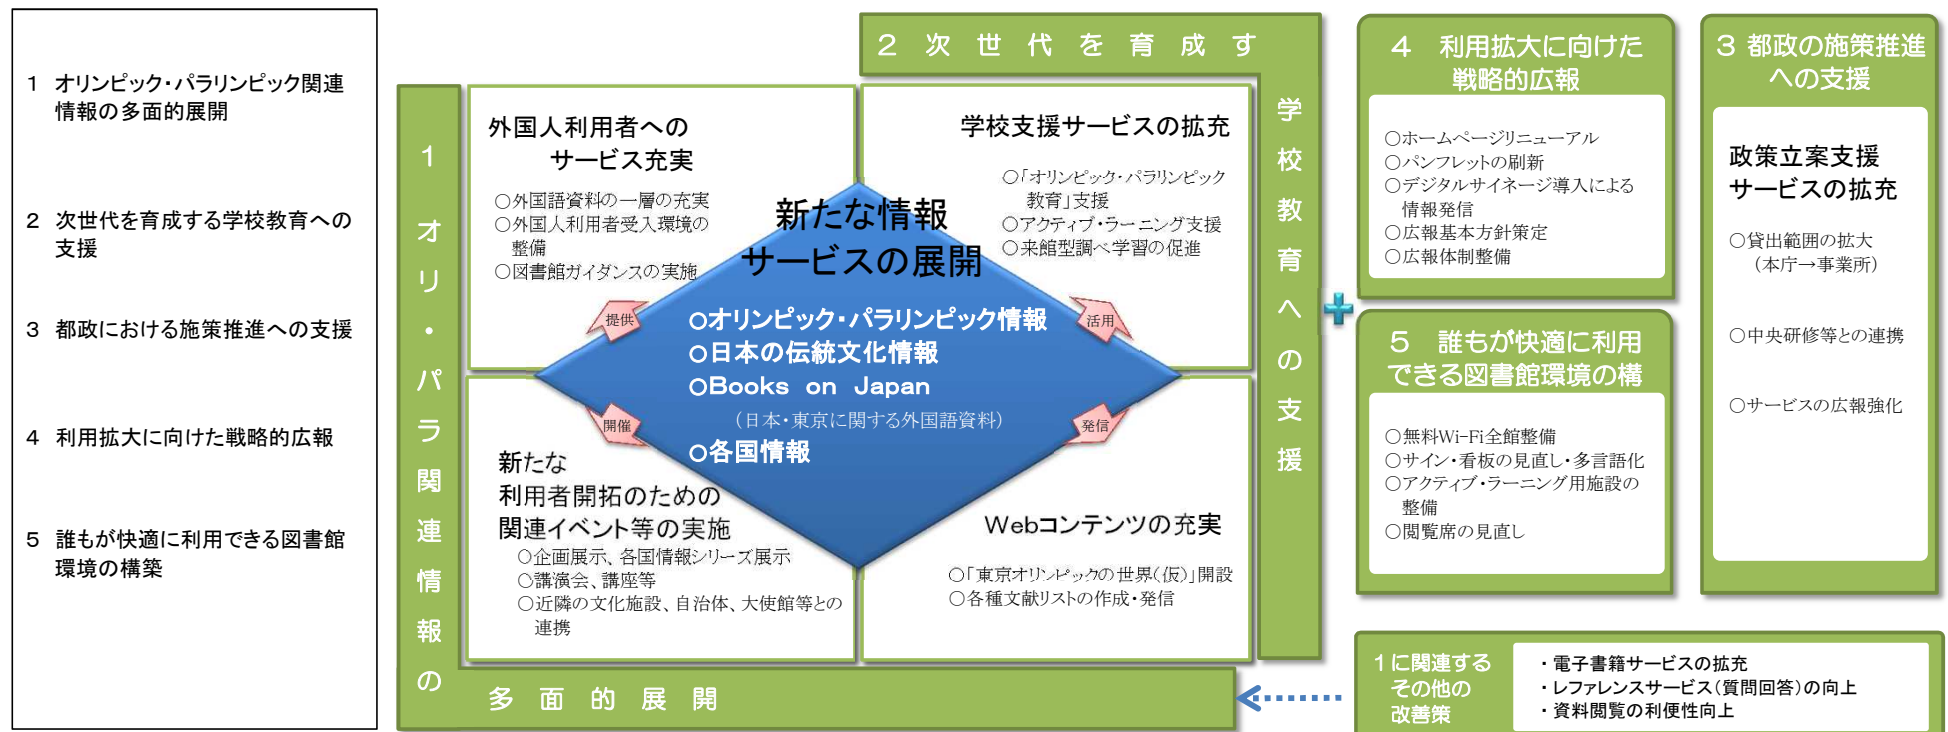 1 オリンピック・パラリンピック関連
情報の多面的展開
2 次世代を育成する学校教育への
支援
3 都政における施策推進への支援
4 利用拡大に向けた戦略的広報
5 誰もが快適に利用できる図書館
環境の構築
1 オリ・パラ関連情報の
多面的展開
2 次世代を育成す
学校教育への支援
外国人利用者への
サービス充実
○外国語資料の一層の充実
○外国人利用者受入環境の
整備
○図書館ガイダンスの実施
学校支援サービスの拡充
○「オリンピック・パラリンピック
教育」支援
○アクティブ・ラーニング支援
○来館型調べ学習の促進
新たな情報
サービスの展開
提供
活用
○オリンピック・パラリンピック情報
○日本の伝統文化情報
○Books on Japan
(日本・東京に関する外国語資料)
○各国情報
開催
発信
新たな
利用者開拓のための
関連イベント等の実施
○企画展示、各国情報シリーズ展示
○講演会、講座等
○近隣の文化施設、自治体、大使館等との
連携
Webコンテンツの充実
○「東京オリンピックの世界(仮)」開設
○各種文献リストの作成・発信
4 利用拡大に向けた
戦略的広報
○ホームページリニューアル
○パンフレットの刷新
○デジタルサイネージ導入による
情報発信
○広報基本方針策定
○広報体制整備
5 誰もが快適に利用
できる図書館環境の構
○無料Wi-Fi全館整備
○サイン・看板の見直し・多言語化
○アクティブ・ラーニング用施設の
整備
○閲覧席の見直し
3 都政の施策推進
への支援
政策立案支援
サービスの拡充
○貸出範囲の拡大
(本庁→事業所)
○中央研修等との連携
○サービスの広報強化
1に関連する
その他の
改善策
・電子書籍サービスの拡充
・レファレンスサービス(質問回答)の向上
・資料閲覧の利便性向上